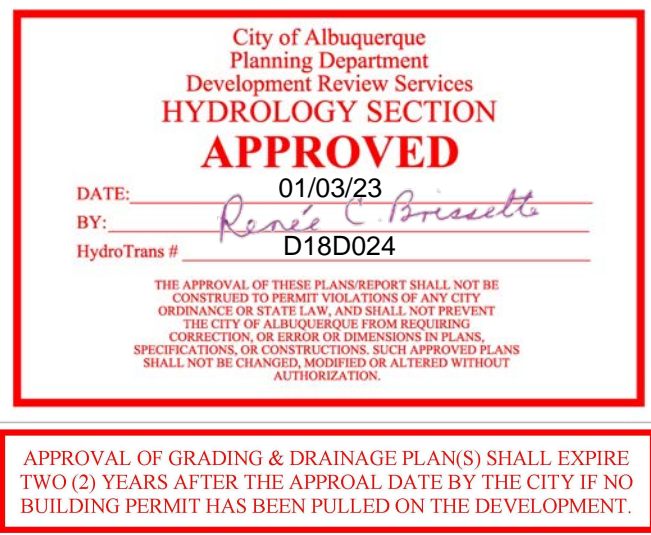 City of Albuquerque
Planning Department
Development Review Services
HYDROLOGY SECTION
APPROVED
DATE: 01/03/23
BY: Renée C. Brissette
HydroTrans # D18D024
THE APPROVAL OF THESE PLANS/REPORT SHALL NOT BE
CONSTRUED TO PERMIT VIOLATIONS OF ANY CITY
ORDINANCE OR STATE LAW, AND SHALL NOT PREVENT
THE CITY OF ALBUQUERQUE FROM REQUIRING
CORRECTION, OR ERROR OR DIMENSIONS IN PLANS,
SPECIFICATIONS, OR CONSTRUCTIONS. SUCH APPROVED PLANS
SHALL NOT BE CHANGED, MODIFIED OR ALTERED WITHOUT
AUTHORIZATION.
APPROVAL OF GRADING & DRAINAGE PLAN(S) SHALL EXPIRE
TWO (2) YEARS AFTER THE APPROAL DATE BY THE CITY IF NO
BUILDING PERMIT HAS BEEN PULLED ON THE DEVELOPMENT.